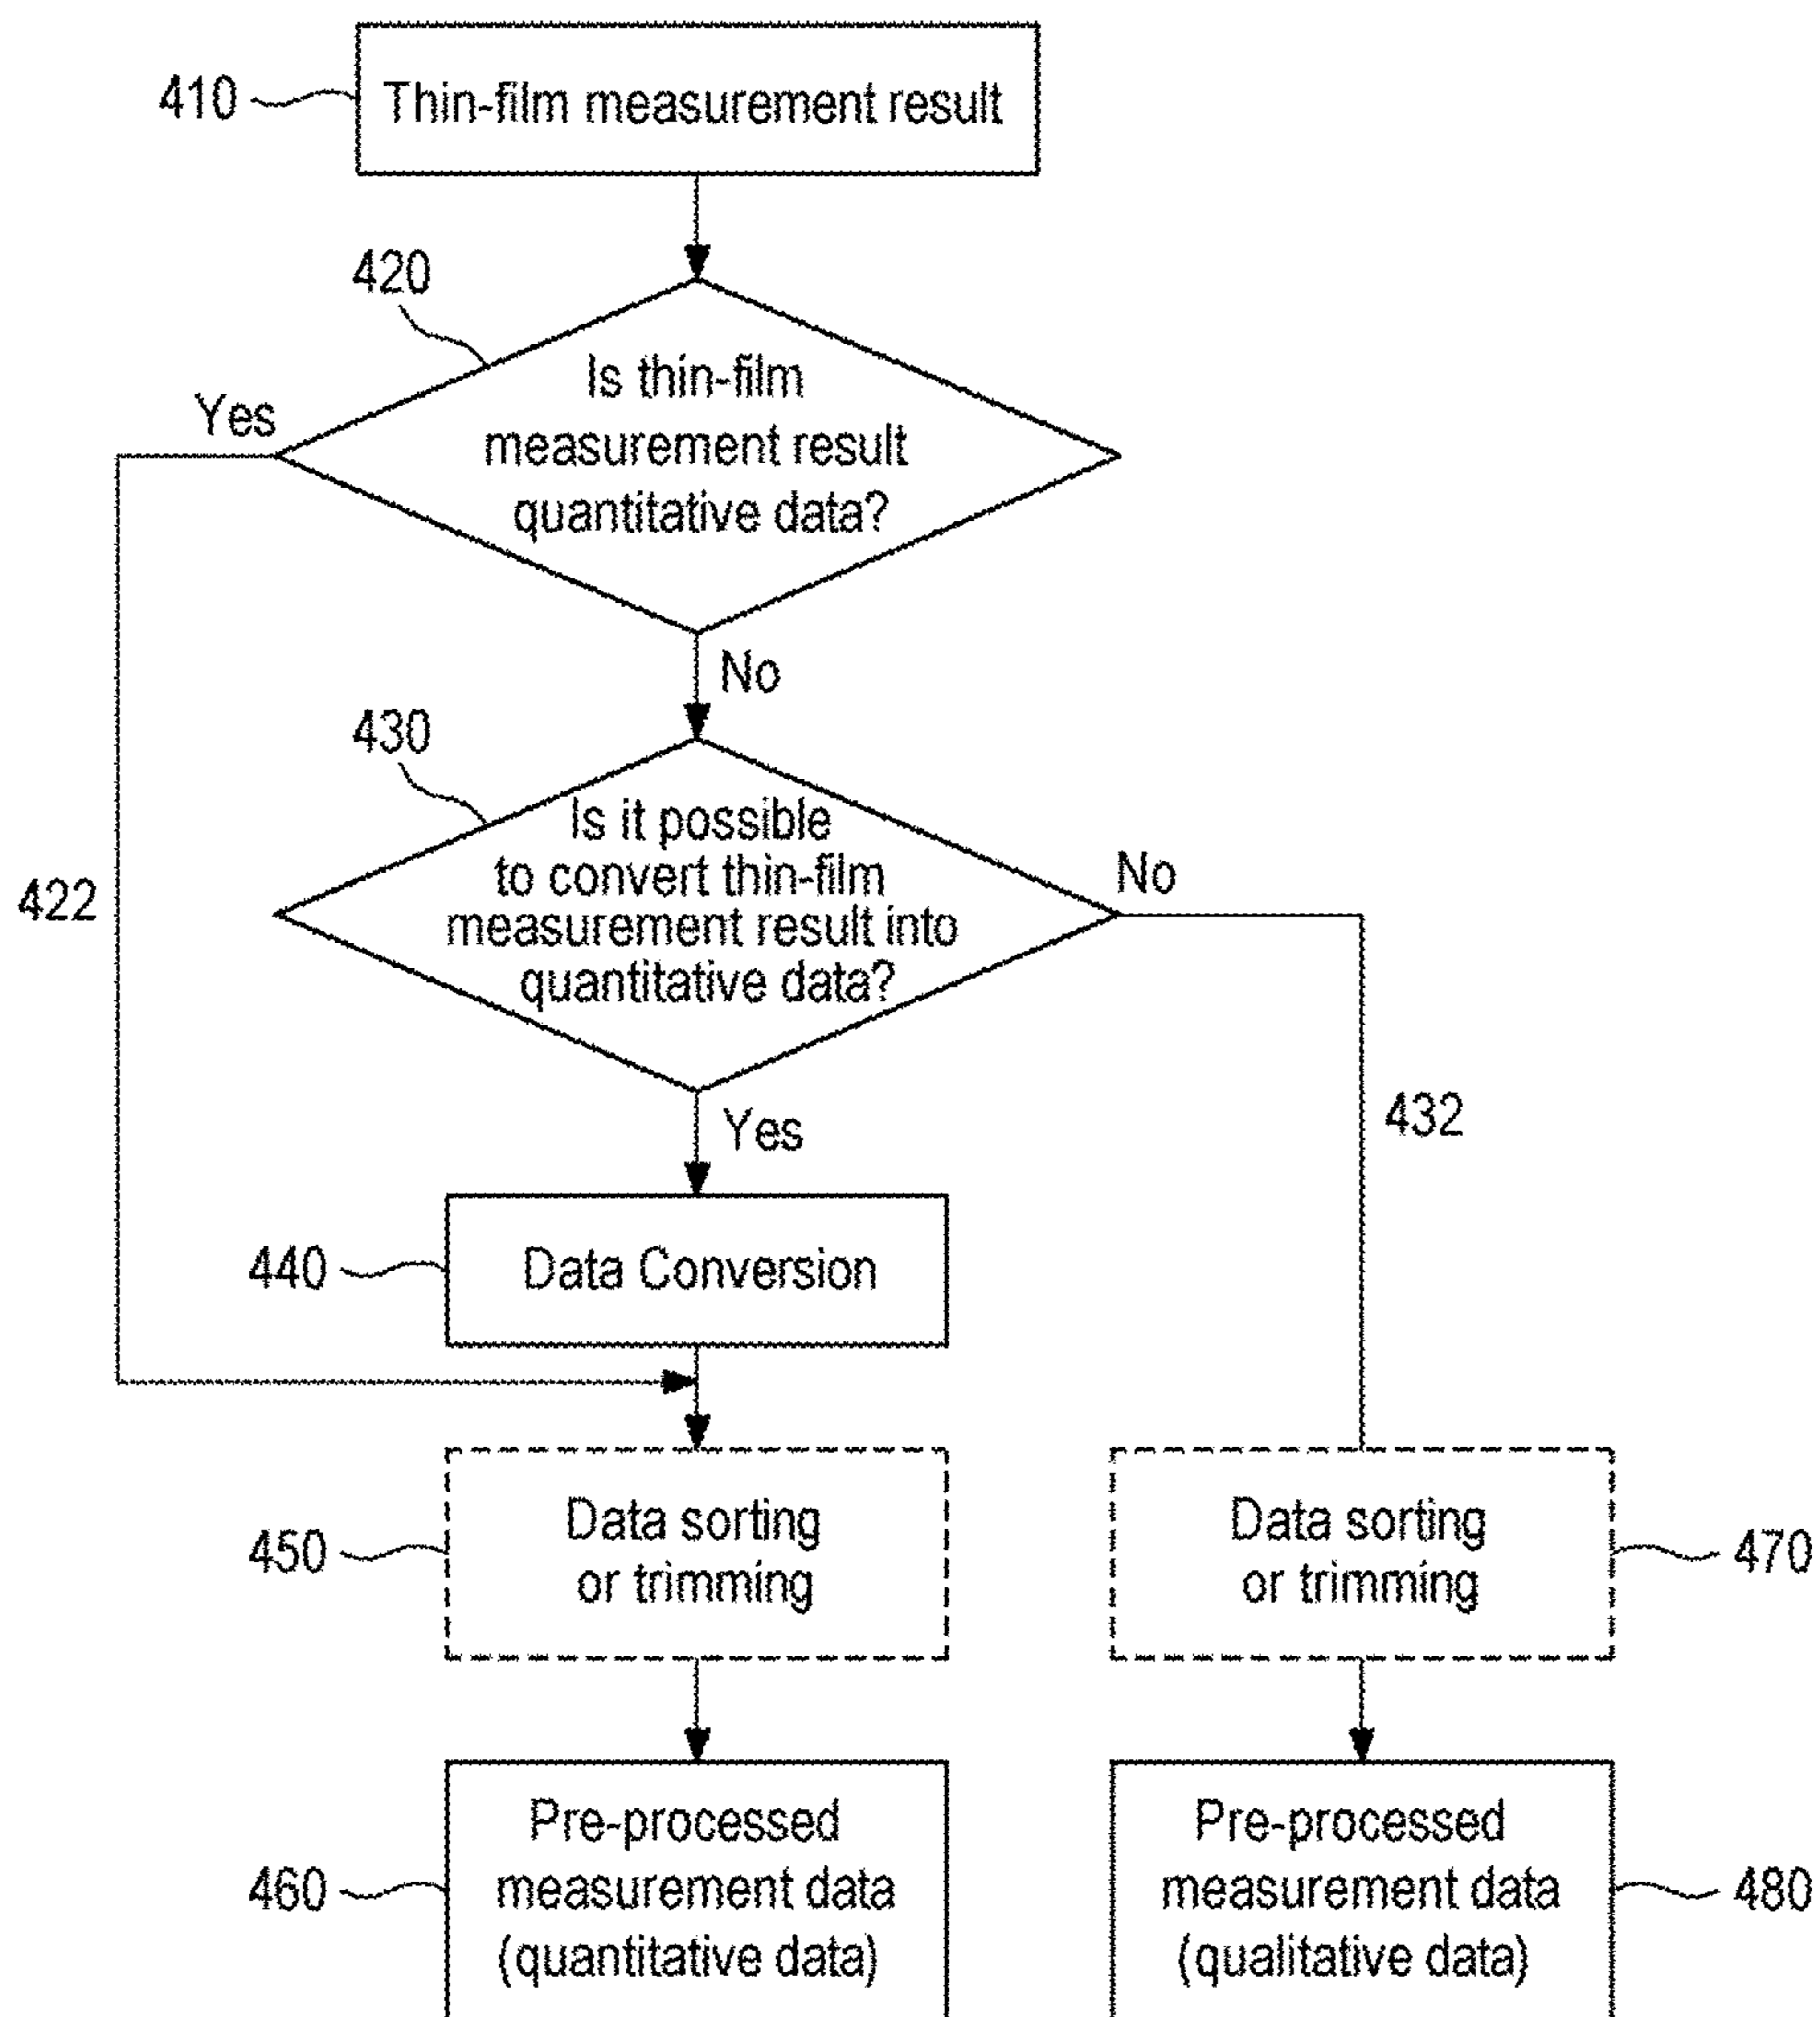 410
Thin-film measurement result
420
Is thin-film
measurement result
quantitative data?
Yes
No
430
Is it possible
to convert thin-film
measurement result into
quantitative data?
No
422
432
Yes
440
Data Conversion
450
Data sorting
or trimming
Data sorting
or trimming
470
460
Pre-processed
measurement data
(quantitative data)
Pre-processed
measurement data
(qualitative data)
480